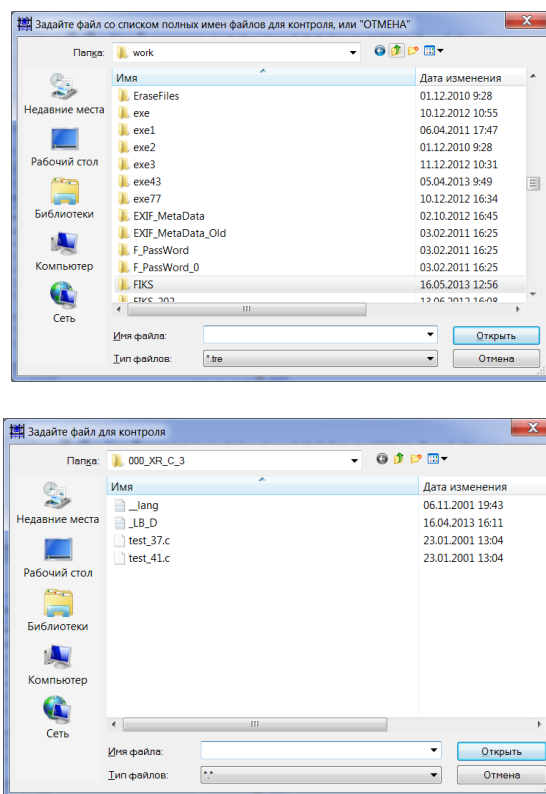 Задайте файл со списком полных имен файлов для контроля, или "ОТМЕНА"
Папка: work
Имя Дата изменения
EraseFiles 01.12.2010 9:28
exe 10.12.2012 10:55
exe1 06.04.2011 17:47
exe2 01.12.2010 9:28
exe3 11.12.2012 10:31
exe43 05.04.2013 9:49
exe77 10.12.2012 16:34
EXIF_MetaData 02.10.2012 16:45
EXIF_MetaData_Old 03.02.2011 16:25
F_PassWord 03.02.2011 16:25
F_PassWord_0 03.02.2011 16:25
FIKS 16.05.2013 12:56
FIKS_202 13.06.2012 16:08
Недавние места
Рабочий стол
Библиотеки
Компьютер
Сеть
Имя файла: Открыть
Тип файлов: *.tre Отмена
Задайте файл для контроля
Папка: 000_XR_C_3
Имя Дата изменения
__lang 06.11.2001 19:43
_LB_D 16.04.2013 16:11
test_37.c 23.01.2001 13:04
test_41.c 23.01.2001 13:04
Недавние места
Рабочий стол
Библиотеки
Компьютер
Сеть
Имя файла: Открыть
Тип файлов: *.* Отмена